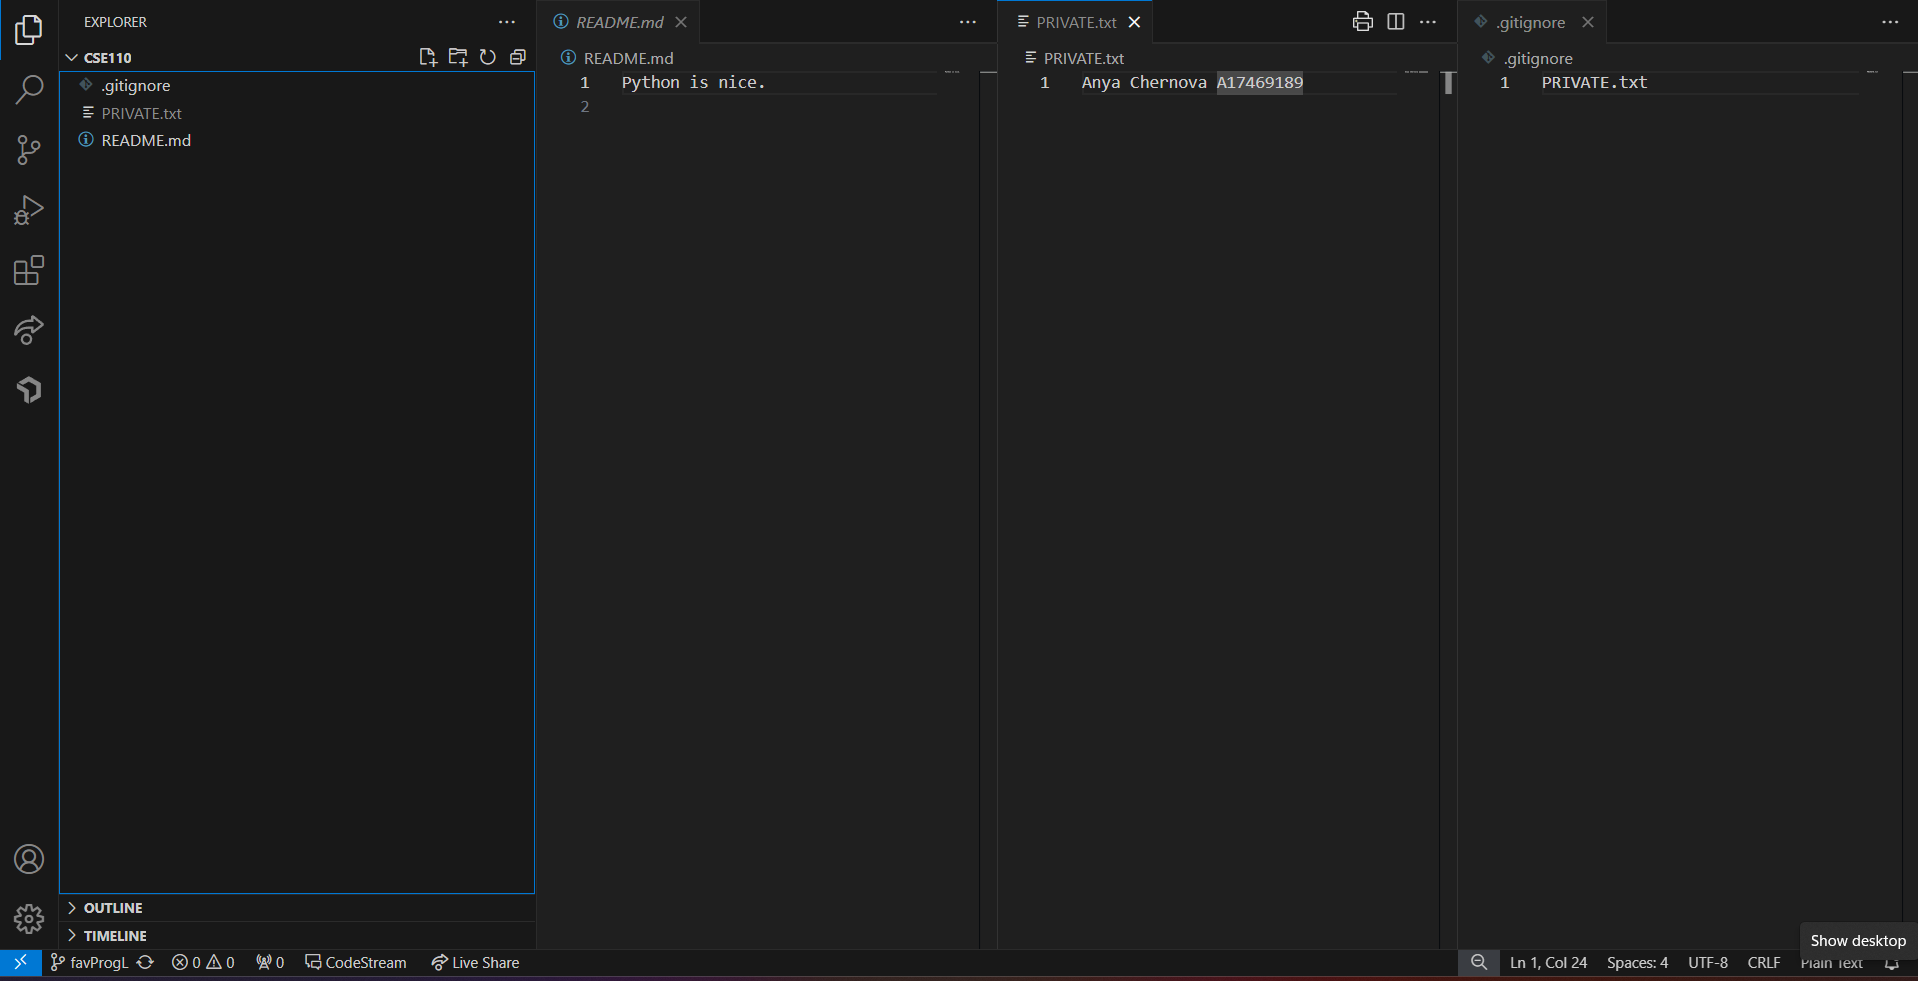 EXPLORER
CSE110
.gitignore
PRIVATE.txt
README.md
OUTLINE
TIMELINE
README.md
README.md
1 Python is nice.
2
PRIVATE.txt
PRIVATE.txt
1 Anya Chernova A17469189
.gitignore
.gitignore
1 PRIVATE.txt
Show desktop
favProgL 0 0 0 CodeStream Live Share Ln 1, Col 24 Spaces: 4 UTF-8 CRLF Plain Text